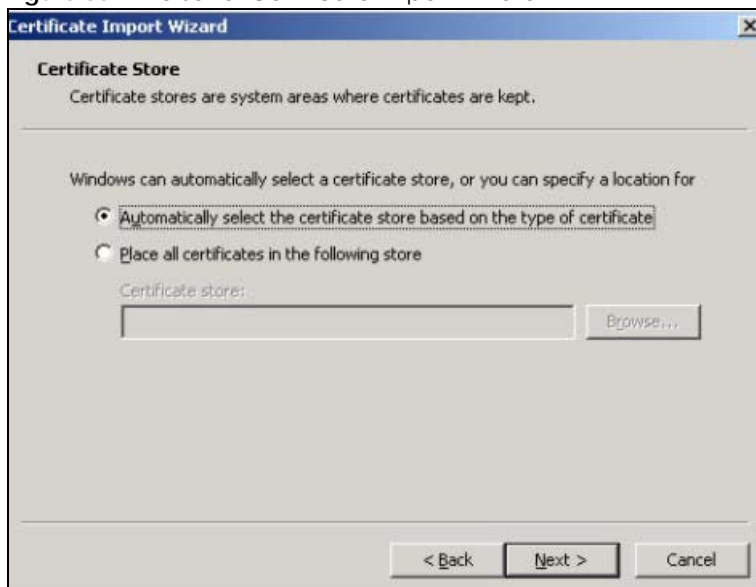 Certificate Import Wizard
Certificate Store
Certificate stores are system areas where certificates are kept.
Windows can automatically select a certificate store, or you can specify a location for
Automatically select the certificate store based on the type of certificate
Place all certificates in the following store
Certificate store:
Browse...
< Back Next > Cancel